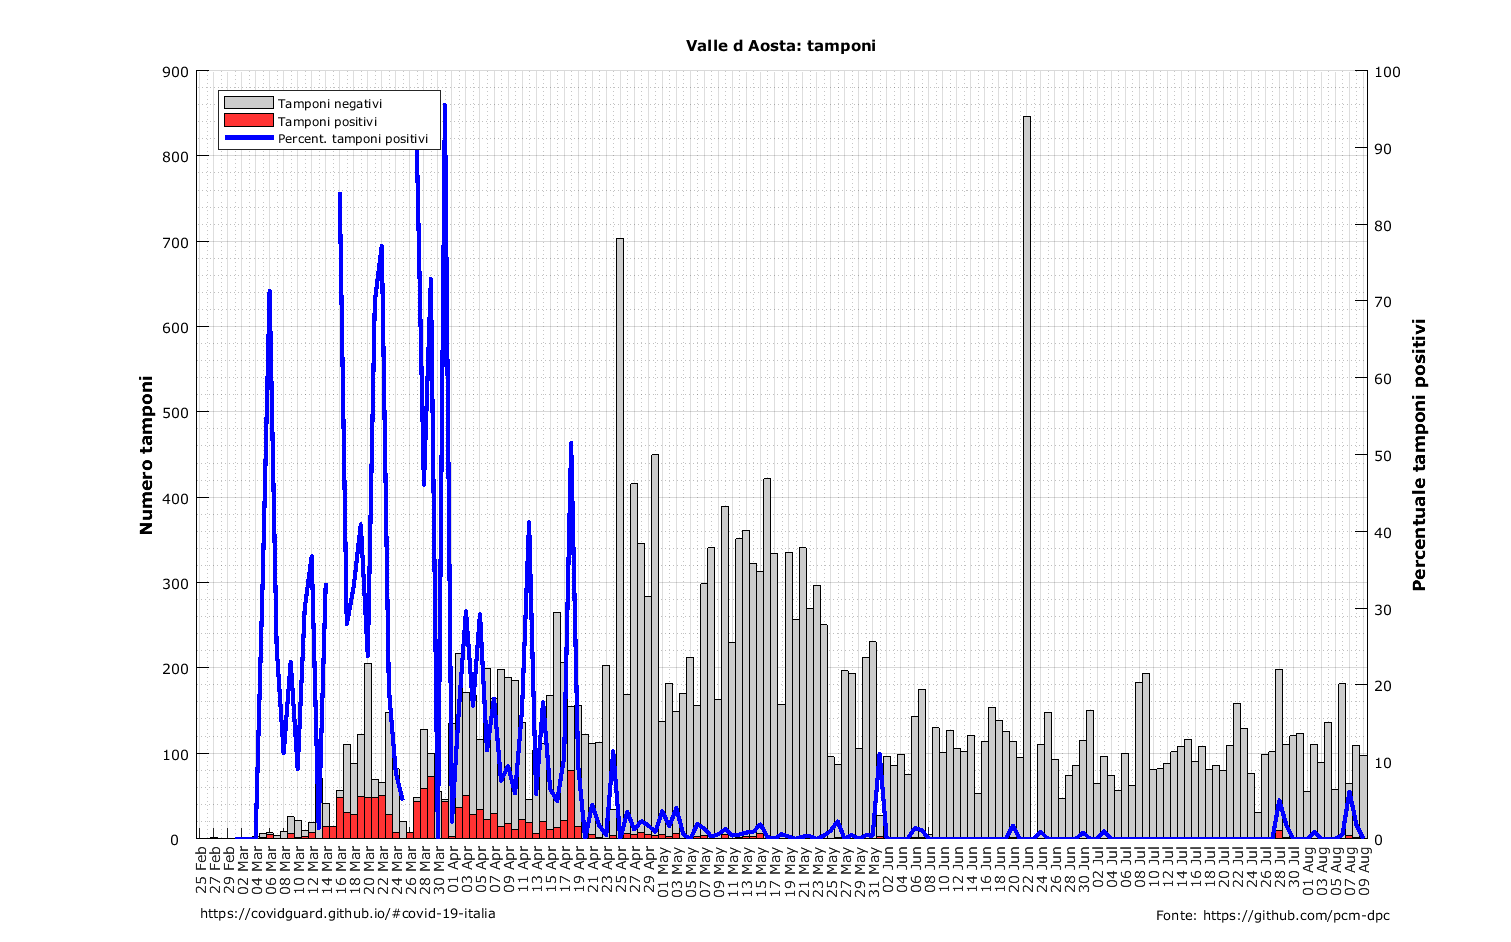 Valle d Aosta: tamponi
Tamponi negativi
Tamponi positivi
Percent. tamponi positivi
Numero tamponi
900
800
700
600
500
400
300
200
100
0
Percentuale tamponi positivi
100
90
80
70
60
50
40
30
20
10
0
25 Feb
27 Feb
29 Feb
02 Mar
04 Mar
06 Mar
08 Mar
10 Mar
12 Mar
14 Mar
16 Mar
18 Mar
20 Mar
22 Mar
24 Mar
26 Mar
28 Mar
30 Mar
01 Apr
03 Apr
05 Apr
07 Apr
09 Apr
11 Apr
13 Apr
15 Apr
17 Apr
19 Apr
21 Apr
23 Apr
25 Apr
27 Apr
29 Apr
01 May
03 May
05 May
07 May
09 May
11 May
13 May
15 May
17 May
19 May
21 May
23 May
25 May
27 May
29 May
31 May
02 Jun
04 Jun
06 Jun
08 Jun
10 Jun
12 Jun
14 Jun
16 Jun
18 Jun
20 Jun
22 Jun
24 Jun
26 Jun
28 Jun
30 Jun
02 Jul
04 Jul
06 Jul
08 Jul
10 Jul
12 Jul
14 Jul
16 Jul
18 Jul
20 Jul
22 Jul
24 Jul
26 Jul
28 Jul
30 Jul
01 Aug
03 Aug
05 Aug
07 Aug
09 Aug
https://covidguard.github.io/#covid-19-italia
Fonte: https://github.com/pcm-dpc